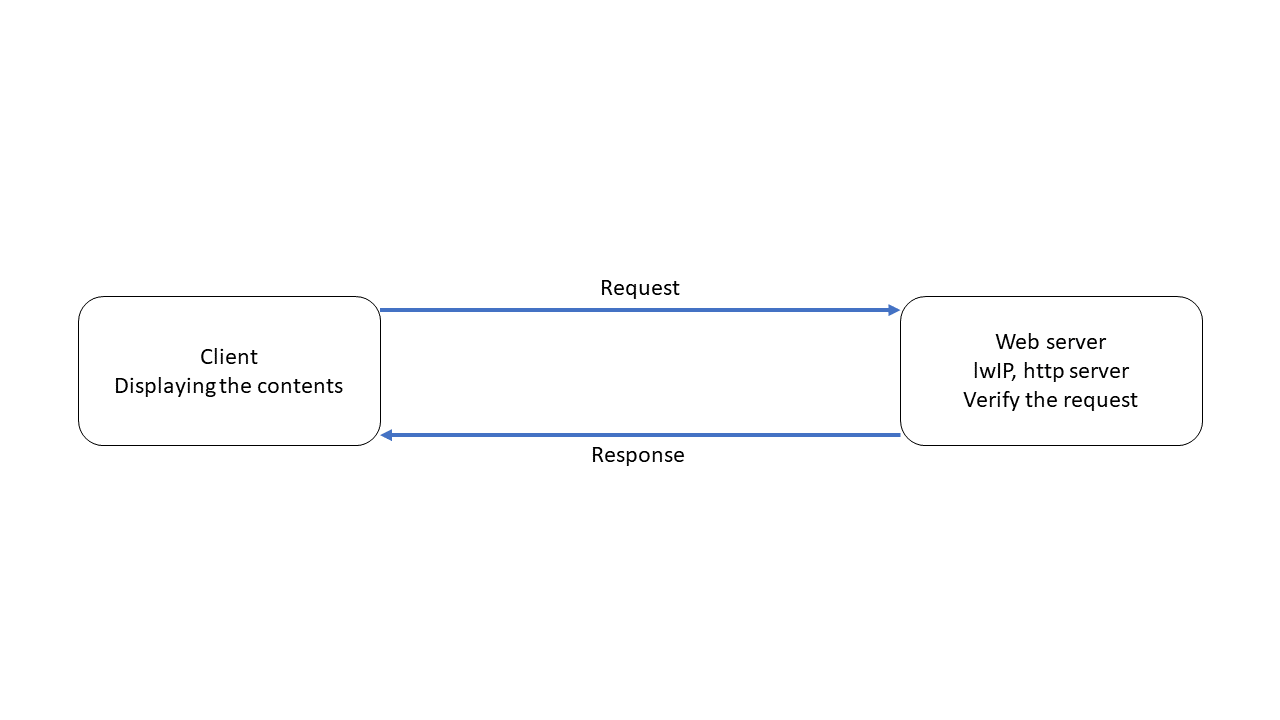 Request
Client
Displaying the contents
Web server
lwIP, http server
Verify the request
Response